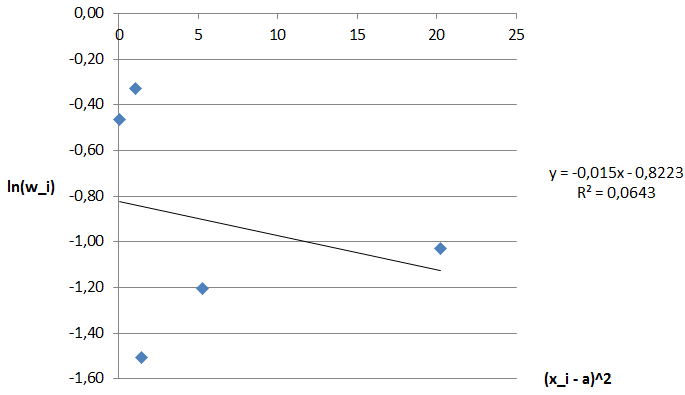 0,00
0 5 10 15 20 25
-0,20
-0,40
-0,60
-0,80
-1,00
-1,20
-1,40
-1,60
ln(w_i)
y = -0,015x - 0,8223
R² = 0,0643
(x_i - a)^2